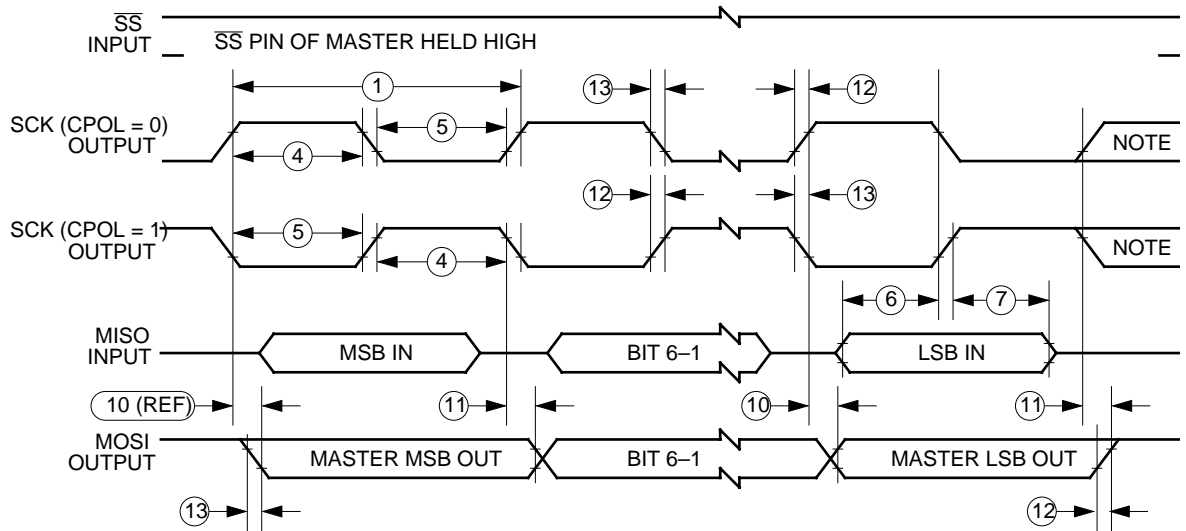 SS
INPUT
SS PIN OF MASTER HELD HIGH
1
13
12
SCK (CPOL = 0)
OUTPUT
5
4
NOTE
12
13
SCK (CPOL = 1)
OUTPUT
5
4
NOTE
6
7
MISO
INPUT
MSB IN
BIT 6–1
LSB IN
10 (REF)
11
10
11
MOSI
OUTPUT
MASTER MSB OUT
BIT 6–1
MASTER LSB OUT
13
12